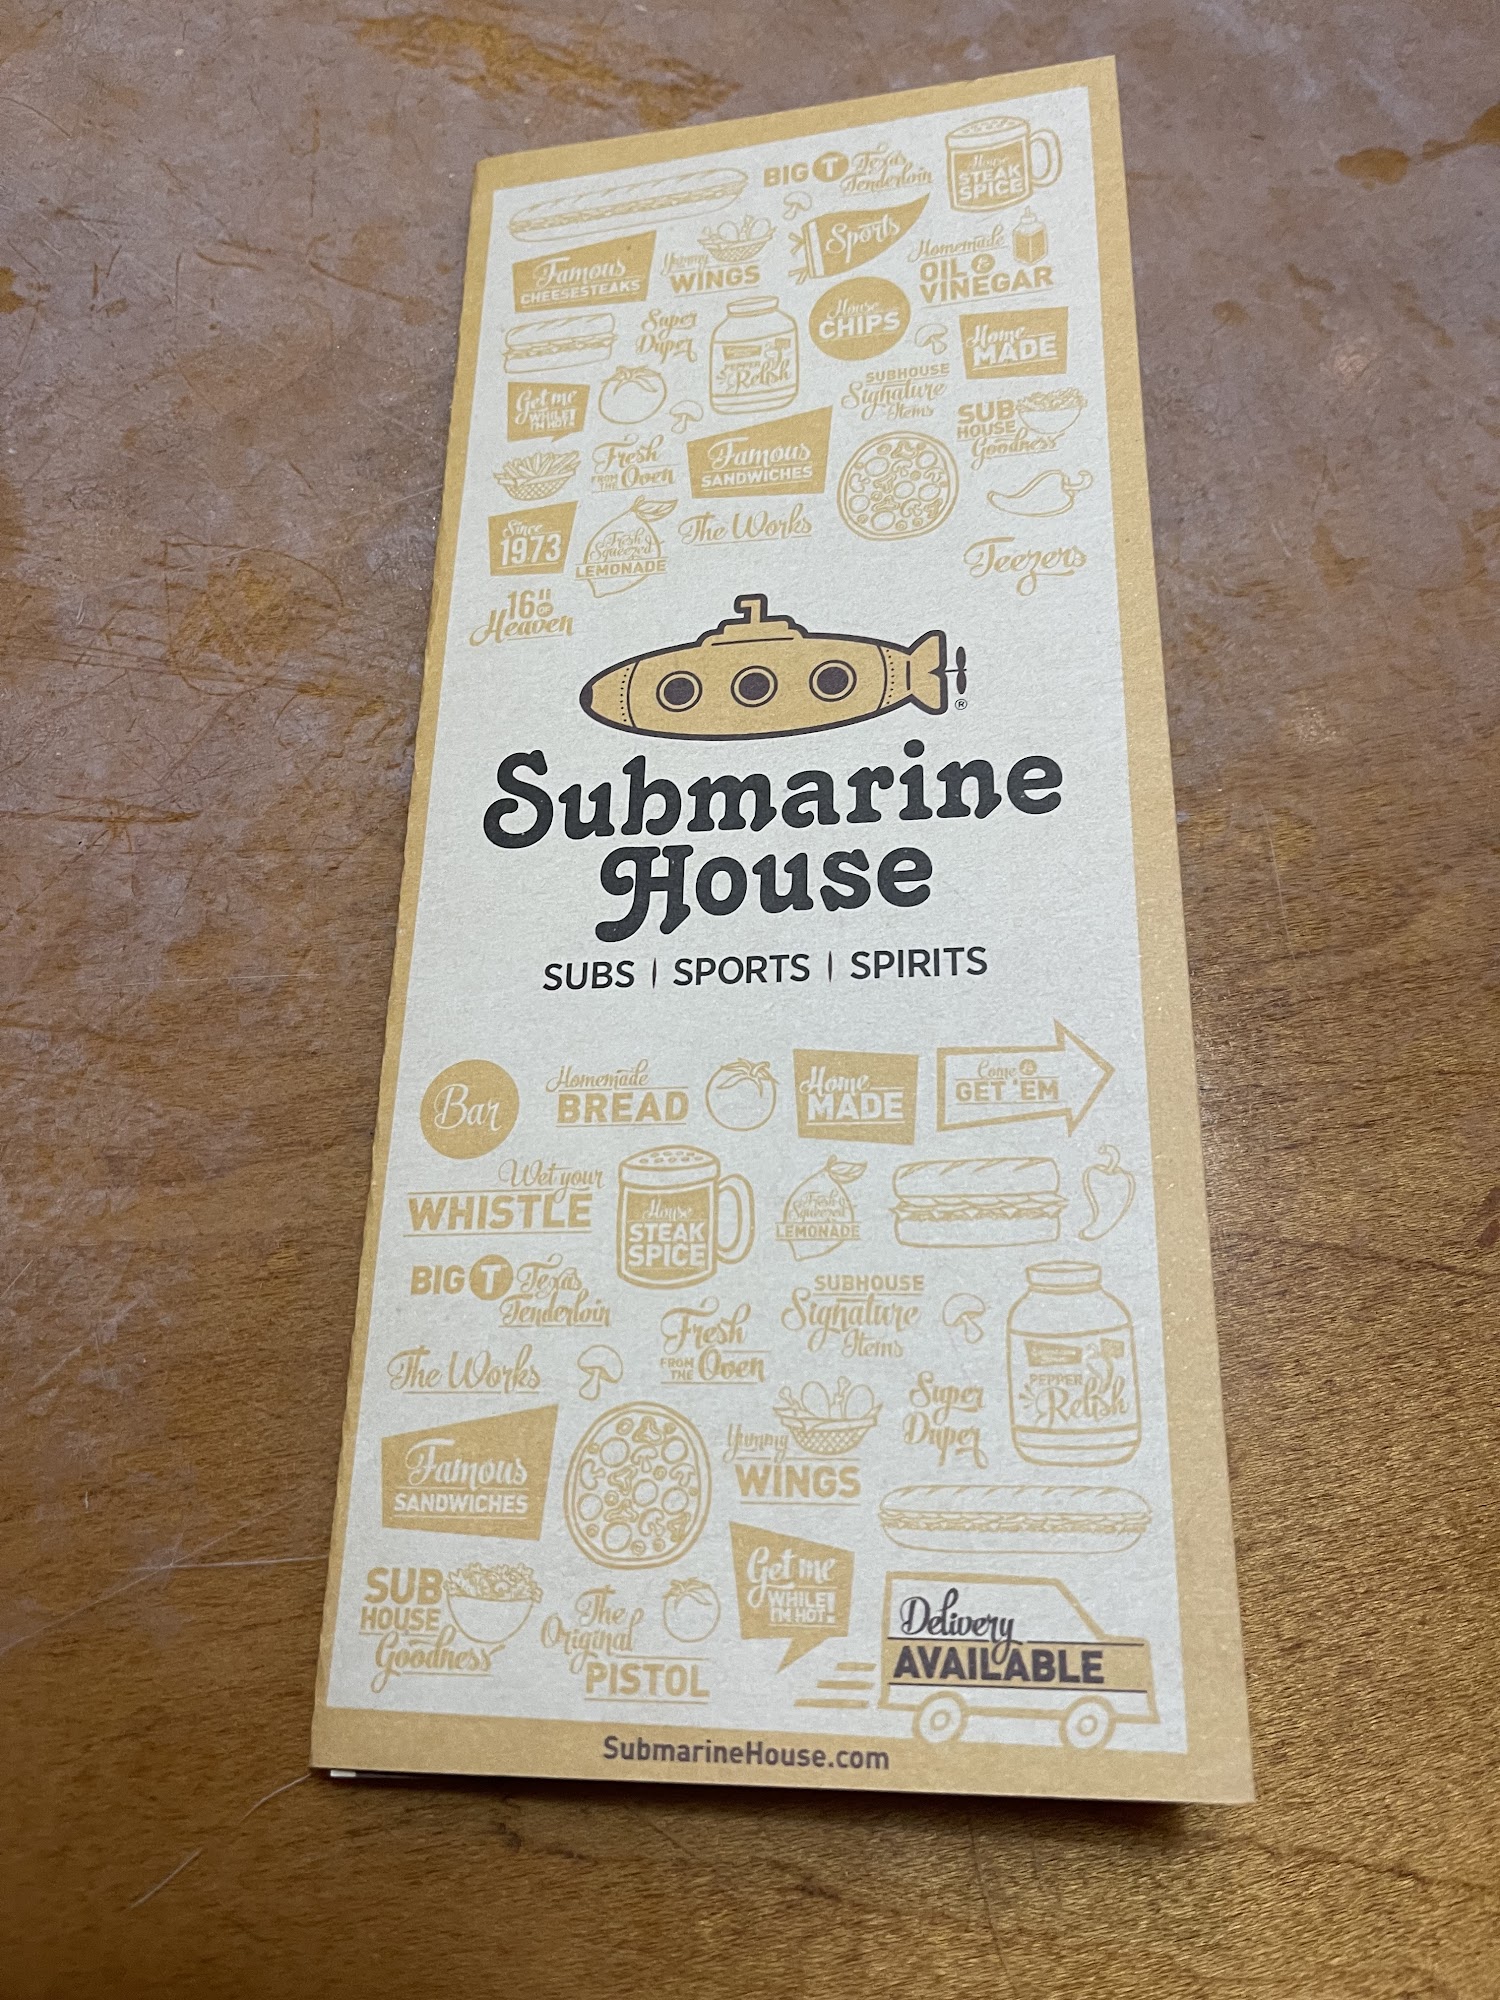 BIG T Texas
Tenderloin
House
STEAK
SPICE
Famous
CHEESESTEAKS
Yummy
WINGS
Sports
Homemade
OIL &
VINEGAR
Super
Duper
PEPPER
Relish
House
CHIPS
Home
MADE
Get me
WHILE
I'M HOT!
SUBHOUSE
Signature
Items
SUB
HOUSE
Goodness
Fresh
FROM THE Oven
Famous
SANDWICHES
Since
1973
Fresh
Squeezed
LEMONADE
The Works
Teezers
16" OF
Heaven
®
Submarine
House
SUBS | SPORTS | SPIRITS
Bar
Homemade
BREAD
Home
MADE
Come &
GET 'EM
Wet your
WHISTLE
House
STEAK
SPICE
Fresh
Squeezed
LEMONADE
BIG T Texas
Tenderloin
SUBHOUSE
Signature
Items
Fresh
FROM THE Oven
The Works
PEPPER
Relish
Super
Duper
Famous
SANDWICHES
Yummy
WINGS
Get me
WHILE
I'M HOT!
SUB
HOUSE
Goodness
The
Original
PISTOL
Delivery
AVAILABLE
SubmarineHouse.com